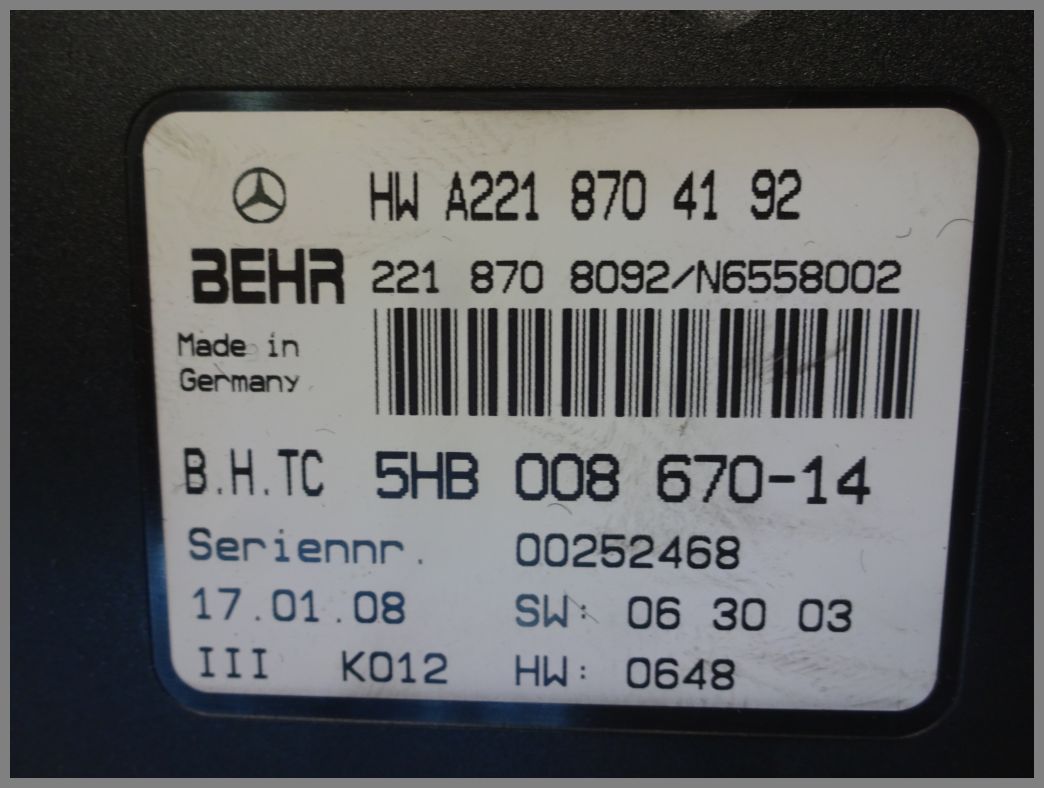 HW A221 870 41 92
BEHR 221 870 8092/N6558002
Made in
Germany
B.H.TC 5HB 008 670-14
Seriennr. 00252468
17.01.08 SW: 06 30 03
III K012 HW: 0648